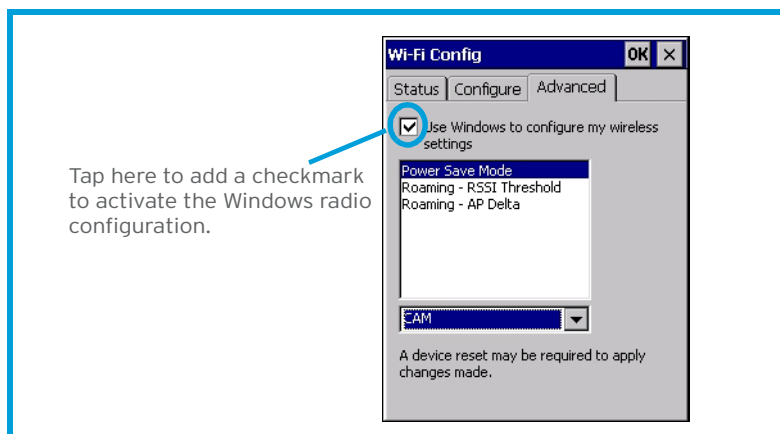 Wi-Fi Config OK ×
Status Configure Advanced
Use Windows to configure my wireless
settings
Tap here to add a checkmark
to activate the Windows radio
configuration.
Power Save Mode
Roaming - RSSI Threshold
Roaming - AP Delta
CAM
A device reset may be required to apply
changes made.